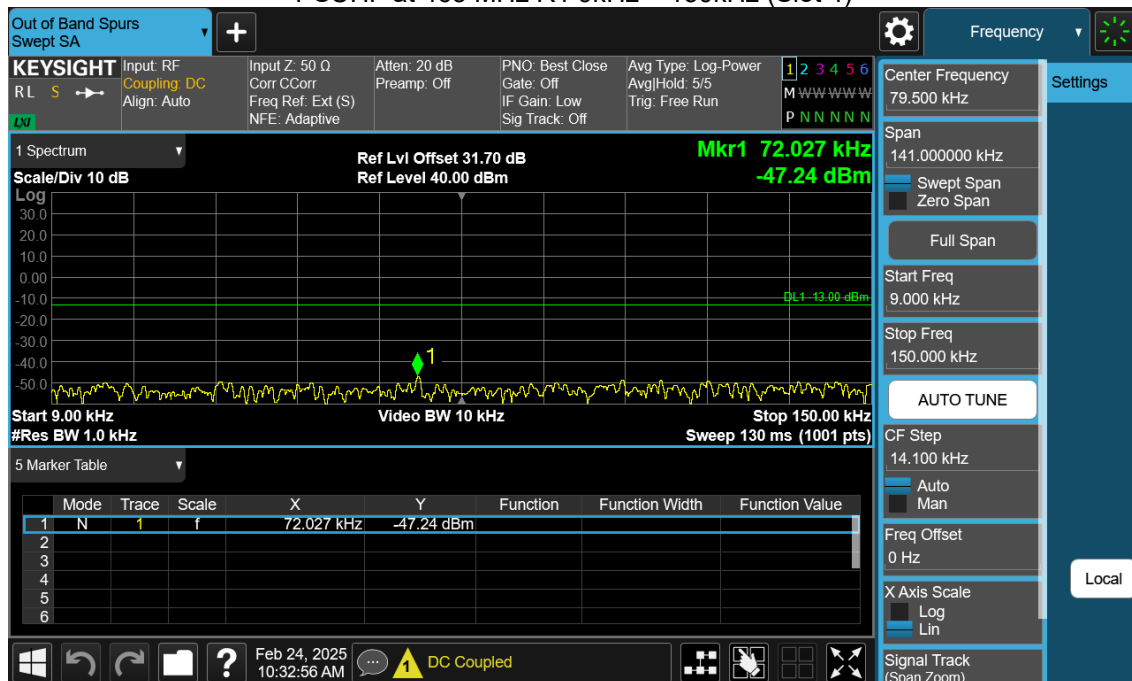 Out of Band Spurs
Swept SA
Frequency
KEYSIGHT
RL S
LXI
Input: RF
Coupling: DC
Align: Auto
Input Z: 50 Ω
Corr CCorr
Freq Ref: Ext (S)
NFE: Adaptive
Atten: 20 dB
Preamp: Off
PNO: Best Close
Gate: Off
IF Gain: Low
Sig Track: Off
Avg Type: Log-Power
Avg|Hold: 5/5
Trig: Free Run
1 2 3 4 5 6
M W W W W W
P N N N N N
1 Spectrum
Scale/Div 10 dB
Ref Lvl Offset 31.70 dB
Ref Level 40.00 dBm
Mkr1 72.027 kHz
-47.24 dBm
Log
30.0
20.0
10.0
0.00
-10.0
-20.0
-30.0
-40.0
-50.0
DL1 -13.00 dBm
1
Start 9.00 kHz
#Res BW 1.0 kHz
Video BW 10 kHz
Stop 150.00 kHz
Sweep 130 ms (1001 pts)
5 Marker Table
Mode Trace Scale X Y Function Function Width Function Value
1 N 1 f 72.027 kHz -47.24 dBm
2
3
4
5
6
?
Feb 24, 2025
10:32:56 AM
1
DC Coupled
Center Frequency
79.500 kHz
Span
141.000000 kHz
Swept Span
Zero Span
Full Span
Start Freq
9.000 kHz
Stop Freq
150.000 kHz
AUTO TUNE
CF Step
14.100 kHz
Auto
Man
Freq Offset
0 Hz
X Axis Scale
Log
Lin
Signal Track
(Span Zoom)
Settings
Local